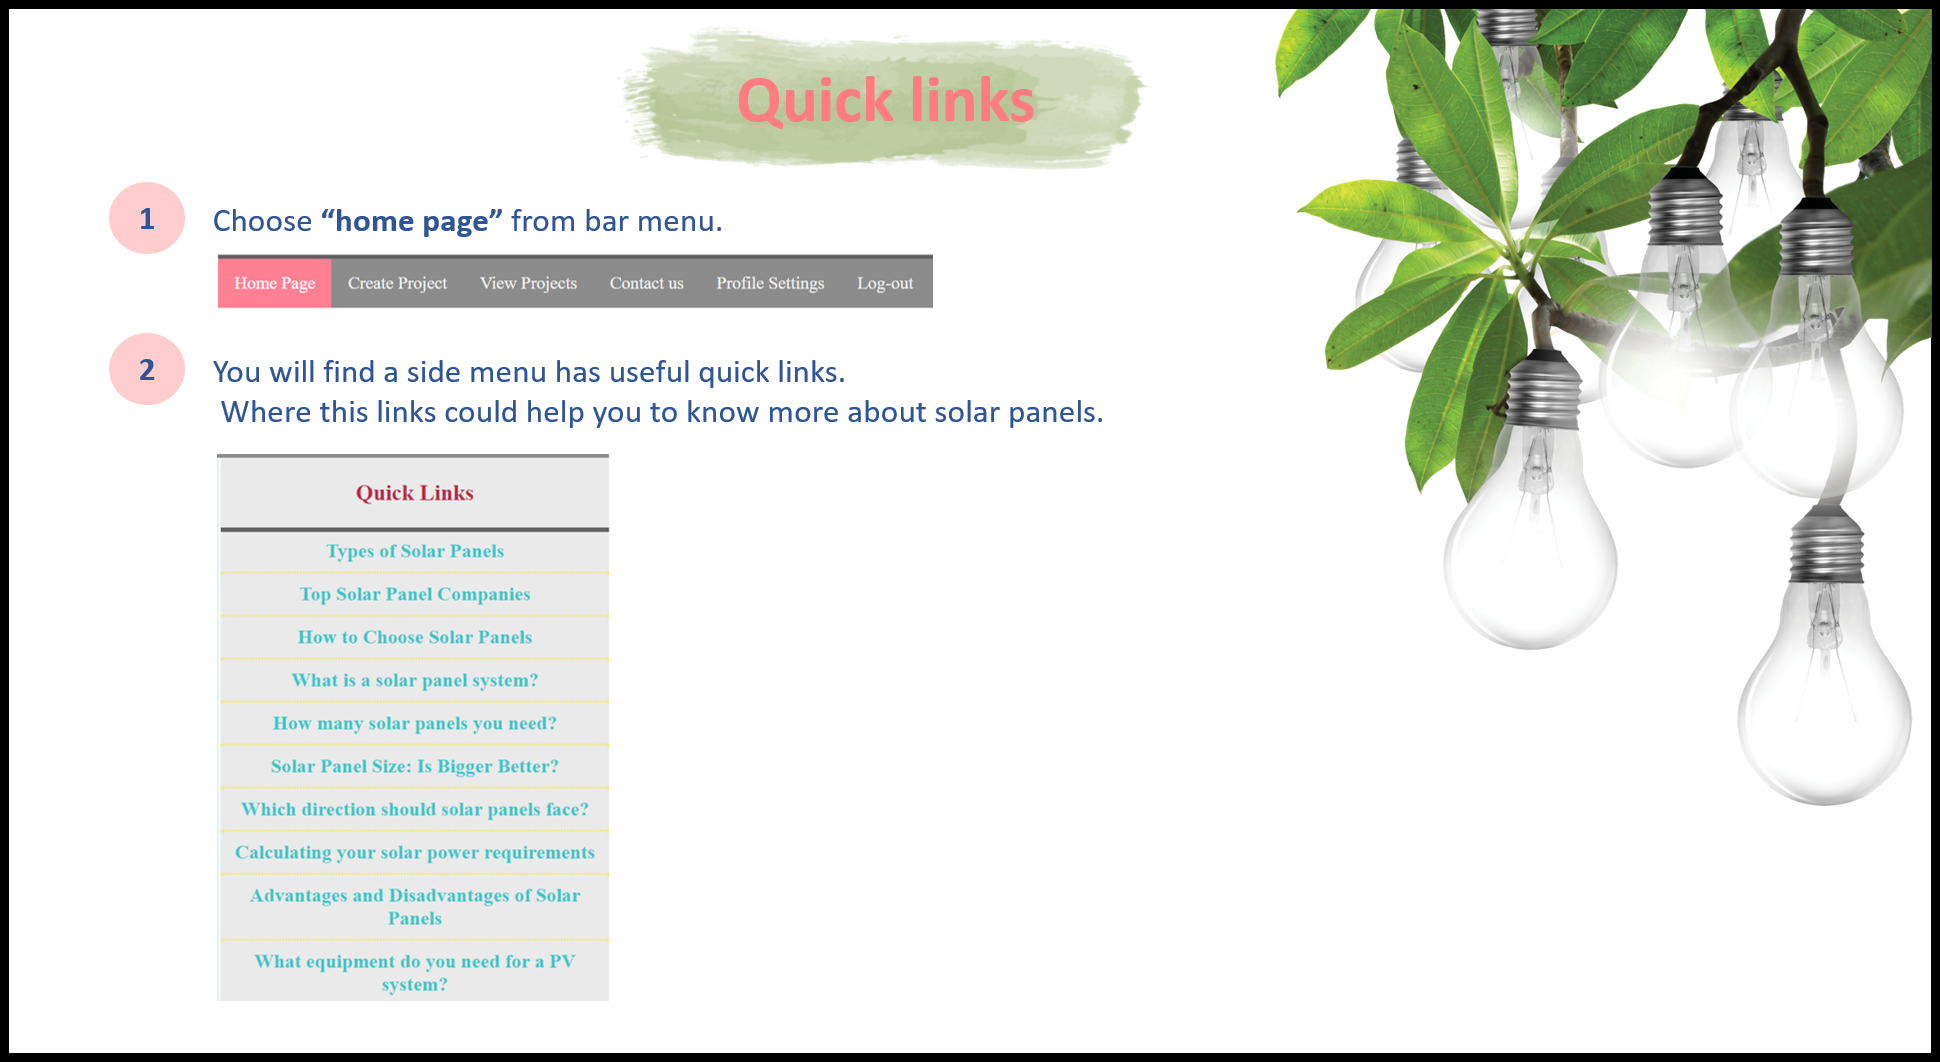 Quick links
1
Choose “home page” from bar menu.
Home Page Create Project View Projects Contact us Profile Settings Log-out
2
You will find a side menu has useful quick links.
Where this links could help you to know more about solar panels.
Quick Links
Types of Solar Panels
Top Solar Panel Companies
How to Choose Solar Panels
What is a solar panel system?
How many solar panels you need?
Solar Panel Size: Is Bigger Better?
Which direction should solar panels face?
Calculating your solar power requirements
Advantages and Disadvantages of Solar
Panels
What equipment do you need for a PV
system?